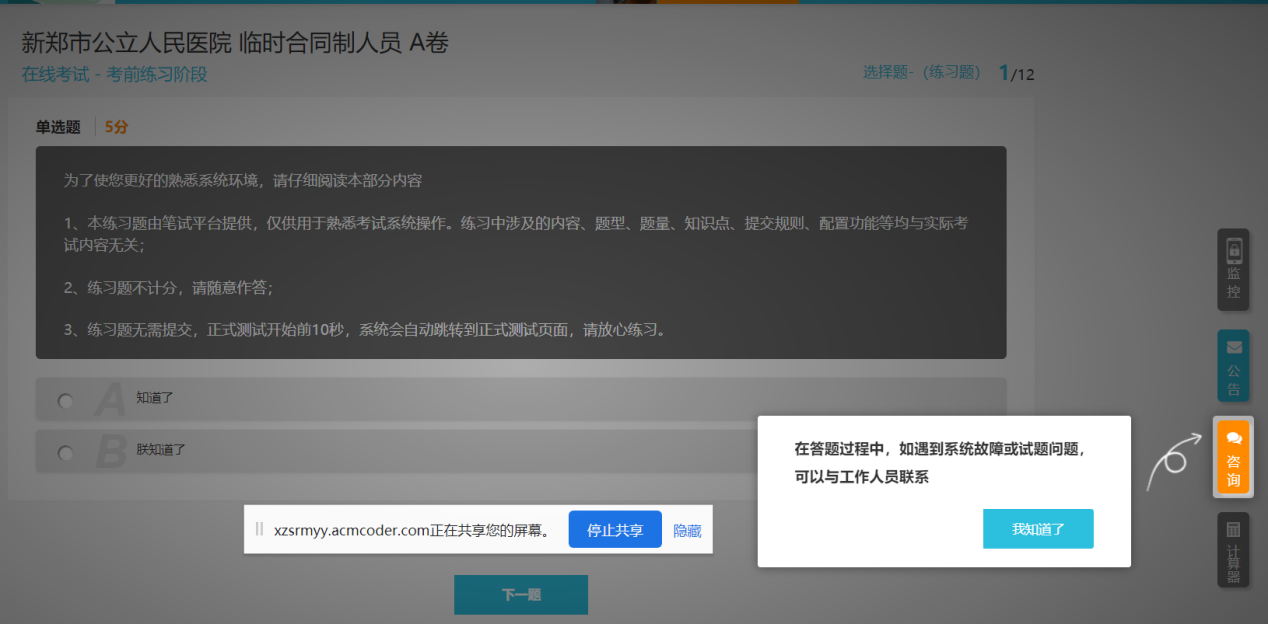 新郑市公立人民医院 临时合同制人员 A卷
在线考试 - 考前练习阶段
选择题-（练习题） 1/12
单选题 5分
为了使您更好的熟悉系统环境，请仔细阅读本部分内容
1、本练习题由笔试平台提供，仅供用于熟悉考试系统操作。练习中涉及的内容、题型、题量、知识点、提交规则、配置功能等均与实际考
试内容无关；
2、练习题不计分，请随意作答；
3、练习题无需提交，正式测试开始前10秒，系统会自动跳转到正式测试页面，请放心练习。
A 知道了
B 朕知道了
在答题过程中，如遇到系统故障或试题问题，
可以与工作人员联系
我知道了
xzsrmyy.acmcoder.com正在共享您的屏幕。 停止共享 隐藏
下一题
监控
公告
咨询
计算器